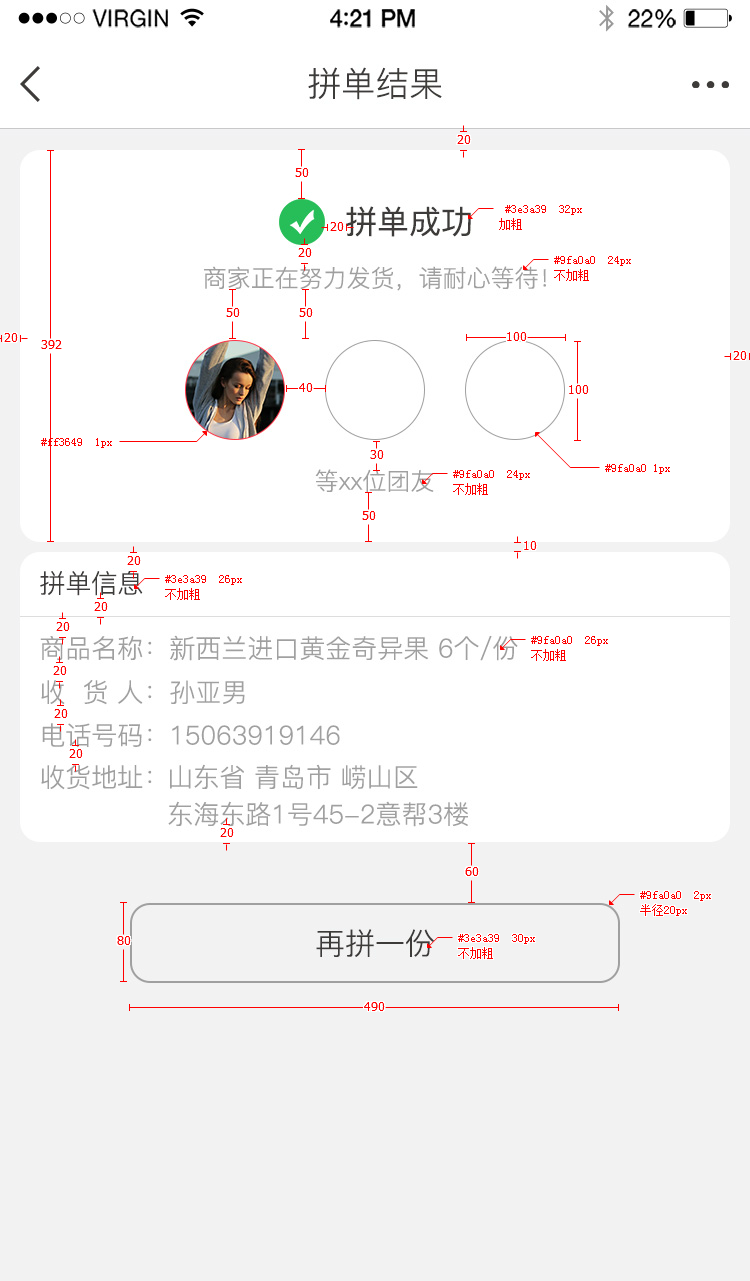 VIRGIN 4:21 PM 22%
拼单结果
20
50
拼单成功
#3e3a39 32px
加粗
20
20
#9fa0a0 24px
不加粗
商家正在努力发货，请耐心等待！
50
50
20
392
100
20
40
100
#ff3649 1px
30
#9fa0a0 1px
等xx位团友
#9fa0a0 24px
不加粗
50
10
20
拼单信息
#3e3a39 26px
不加粗
20
20
商品名称：新西兰进口黄金奇异果 6个/份
#9fa0a0 26px
不加粗
20
收 货 人：孙亚男
20
电话号码：15063919146
20
收货地址：山东省 青岛市 崂山区
东海东路1号45-2意帮3楼
20
60
#9fa0a0 2px
半径20px
80
再拼一份
#3e3a39 30px
不加粗
490